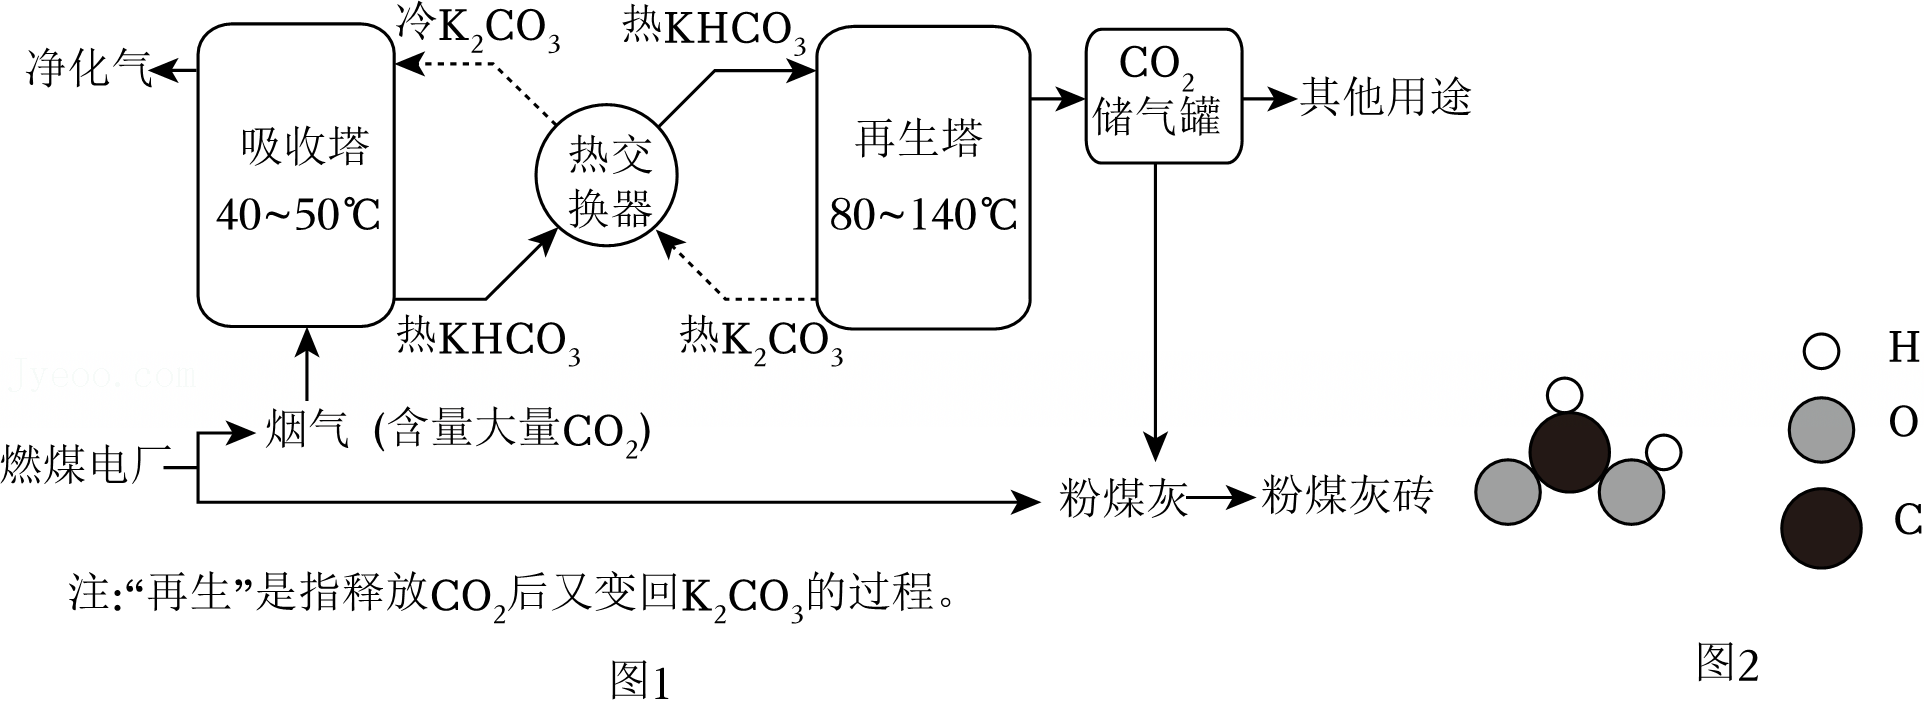 冷K₂CO₃
热KHCO₃
净化气
CO₂
储气罐
其他用途
吸收塔
40~50℃
热交
换器
再生塔
80~140℃
热KHCO₃
热K₂CO₃
Jyeoo.com
烟气 (含量大量CO₂)
燃煤电厂
粉煤灰
粉煤灰砖
H
O
C
注:“再生”是指释放CO₂后又变回K₂CO₃的过程。
图1
图2